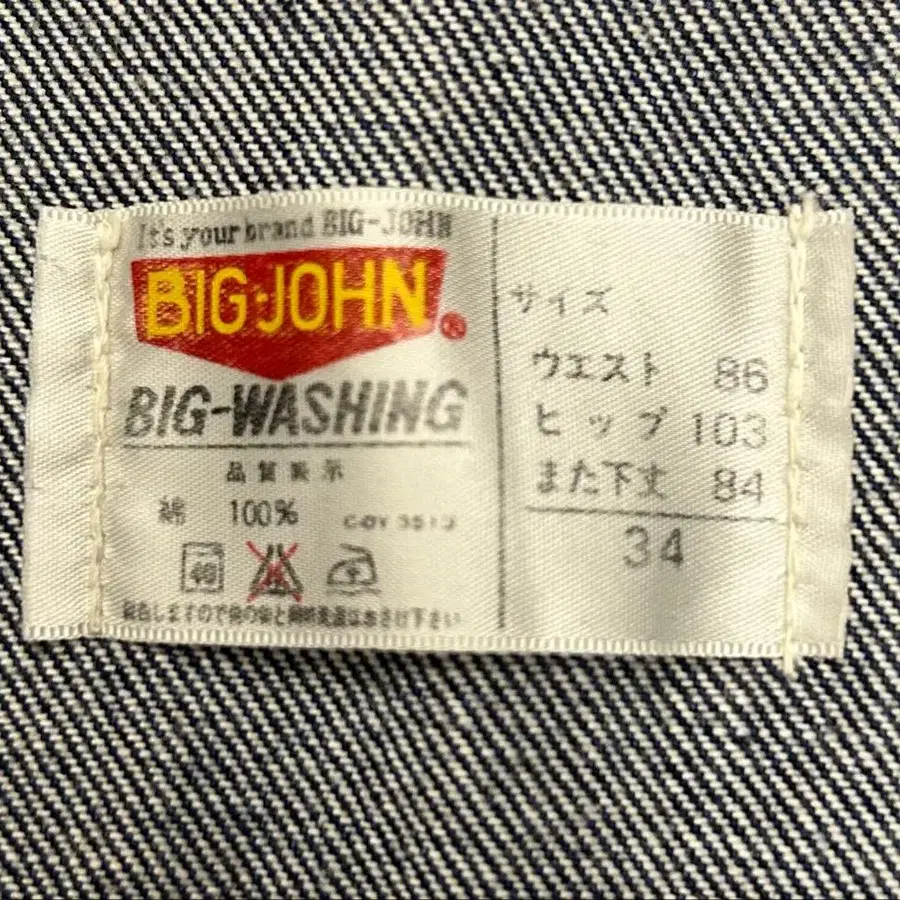 It's your brand BIG-JOHN
BIG-JOHN®
BIG-WASHING
品質表示
綿 100%
40
サイズ
ウエスト 86
ヒップ 103
また下丈 84
34